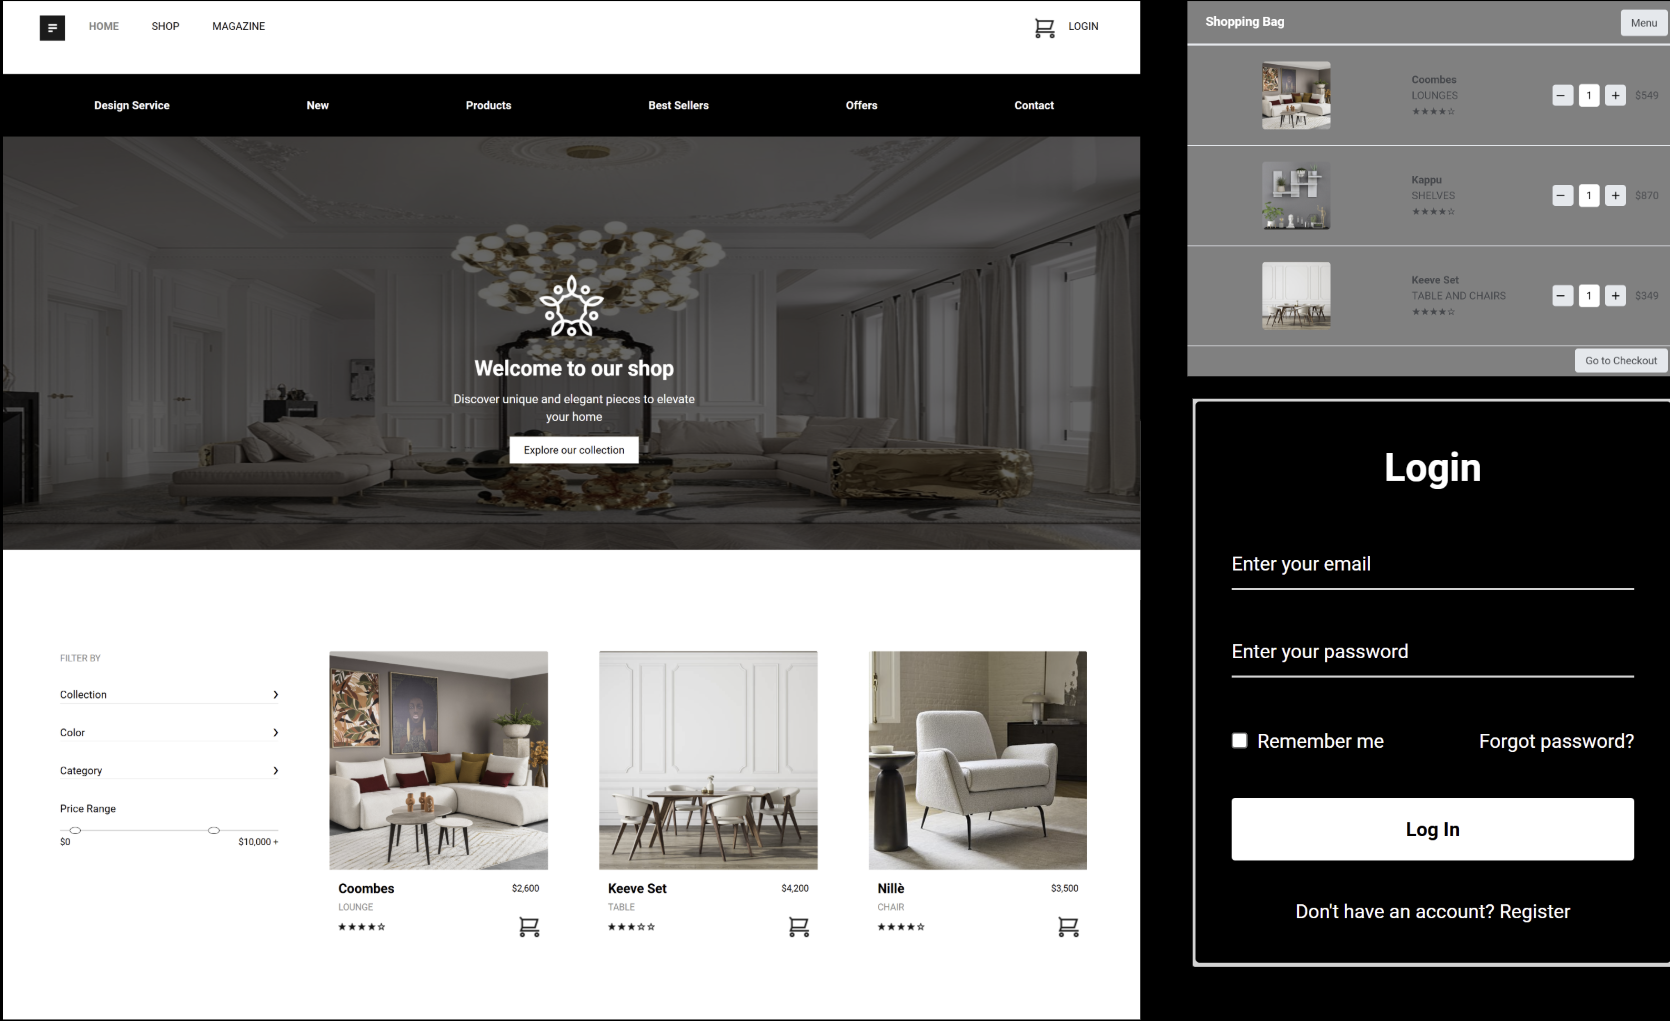 HOME SHOP MAGAZINE LOGIN
Design Service New Products Best Sellers Offers Contact
Welcome to our shop
Discover unique and elegant pieces to elevate
your home
Explore our collection
FILTER BY
Collection
Color
Category
Price Range
$0 $10,000 +
Coombes $2,600
LOUNGE
★★★★☆
Keeve Set $4,200
TABLE
★★★☆☆
Nillè $3,500
CHAIR
★★★★☆
Shopping Bag Menu
Coombes
LOUNGES − 1 + $549
★★★★☆
Kappu
SHELVES − 1 + $870
★★★★☆
Keeve Set
TABLE AND CHAIRS − 1 + $349
★★★★☆
Go to Checkout
Login
Enter your email
Enter your password
Remember me Forgot password?
Log In
Don't have an account? Register